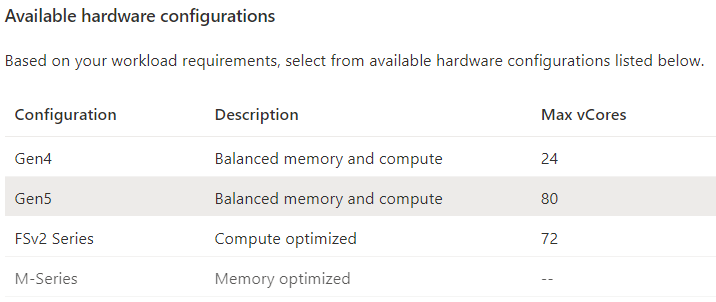 Available hardware configurations
Based on your workload requirements, select from available hardware configurations listed below.
Configuration Description Max vCores
Gen4 Balanced memory and compute 24
Gen5 Balanced memory and compute 80
FSv2 Series Compute optimized 72
M-Series Memory optimized --